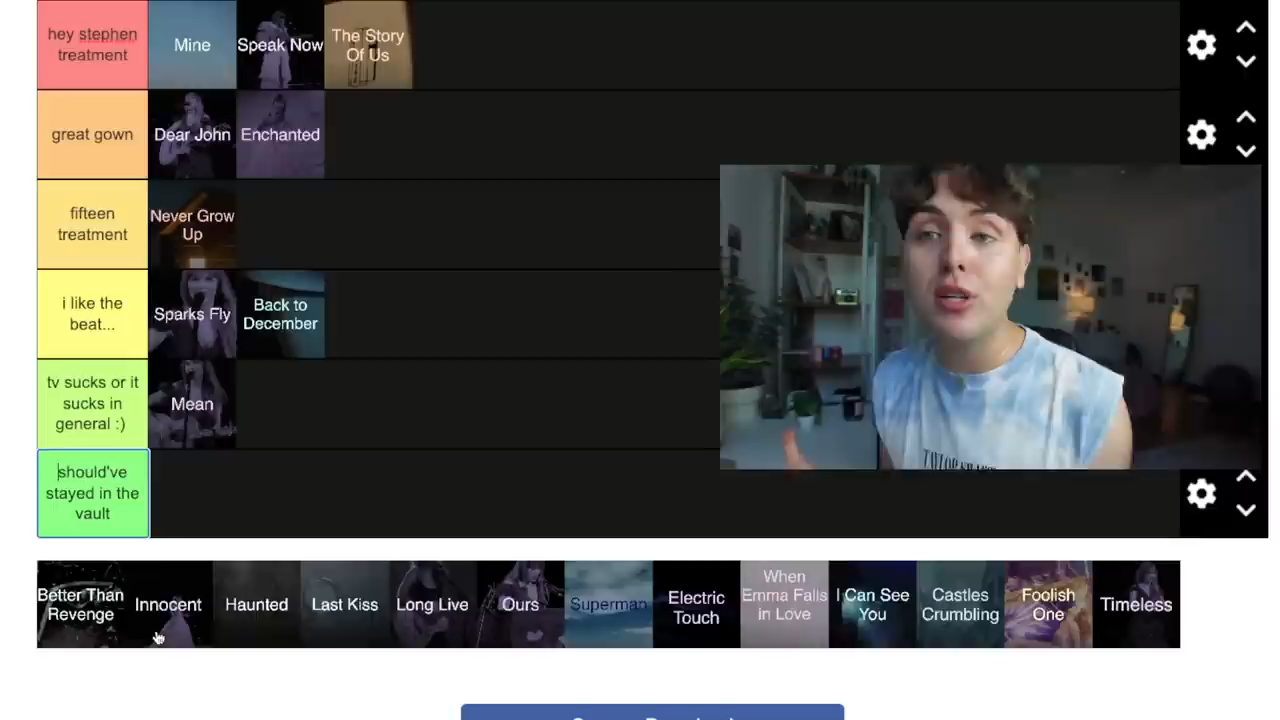 hey stephen
treatment
Mine
Speak Now
The Story
Of Us
great gown
Dear John
Enchanted
fifteen
treatment
Never Grow
Up
i like the
beat...
Sparks Fly
Back to
December
tv sucks or it
sucks in
general :)
Mean
should've
stayed in the
vault
Better Than
Revenge
Innocent
Haunted
Last Kiss
Long Live
Ours
Superman
Electric
Touch
When
Emma Falls
in Love
I Can See
You
Castles
Crumbling
Foolish
One
Timeless